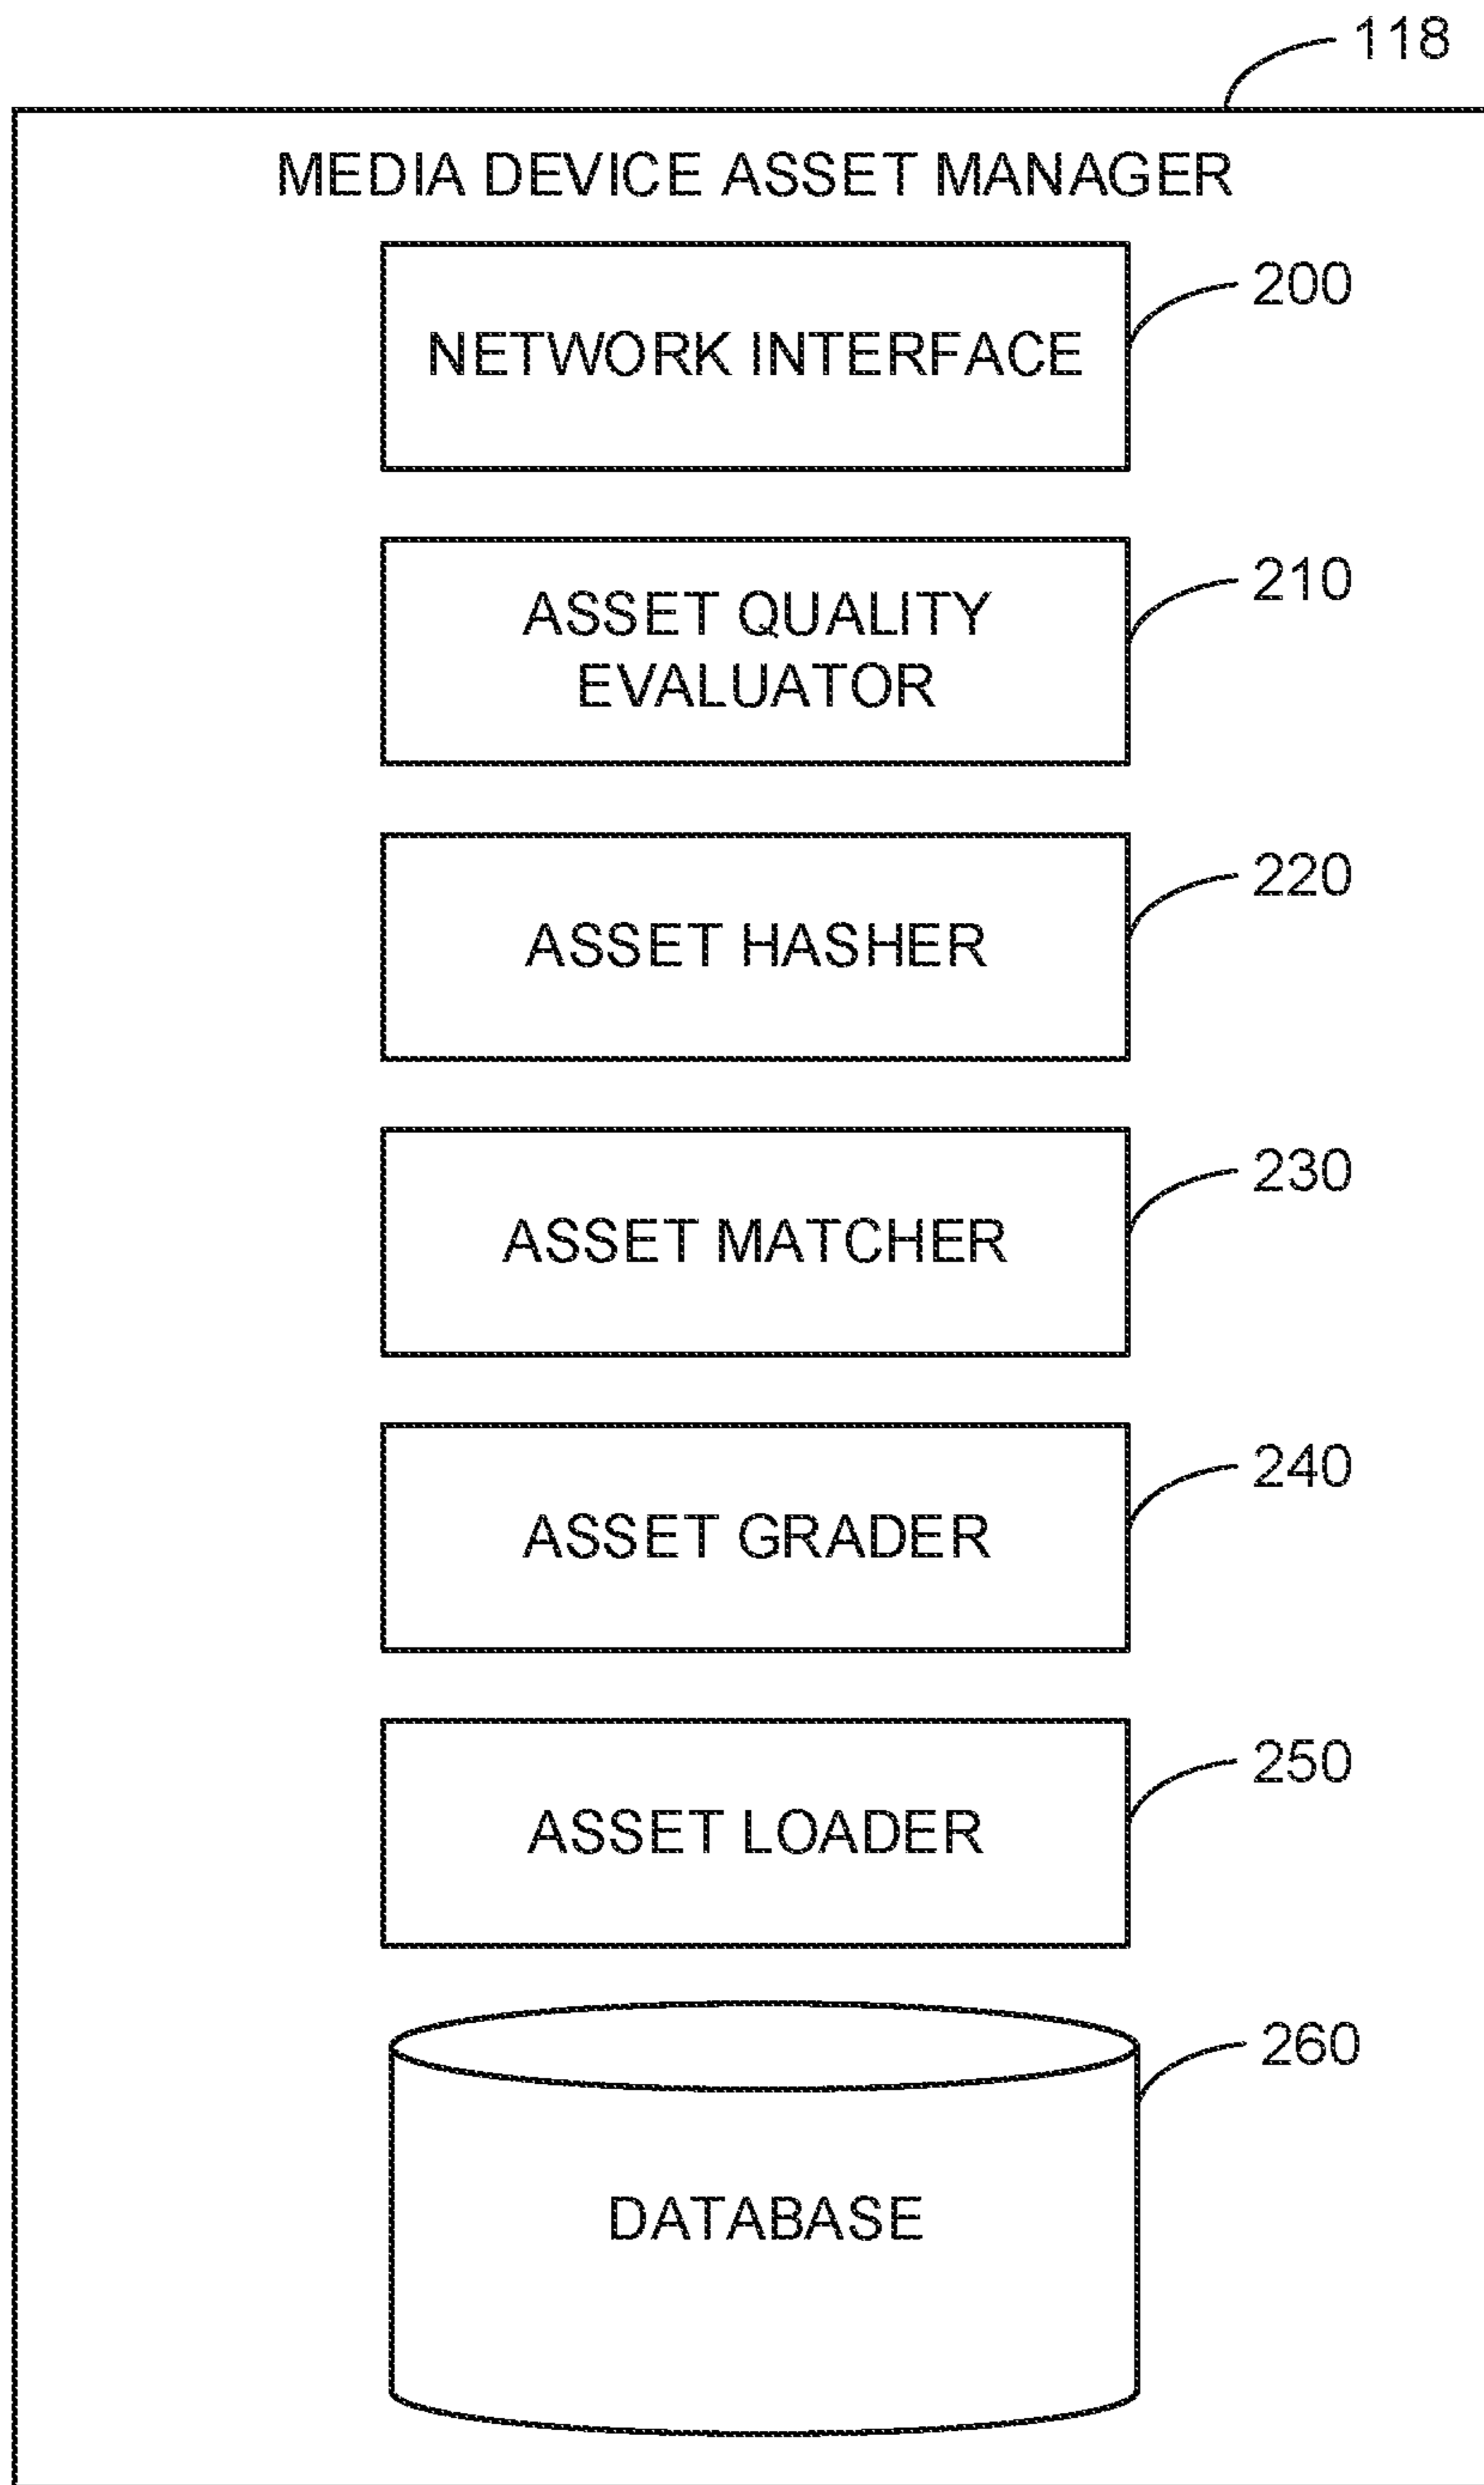 118
MEDIA DEVICE ASSET MANAGER
200
NETWORK INTERFACE
210
ASSET QUALITY
EVALUATOR
220
ASSET HASHER
230
ASSET MATCHER
240
ASSET GRADER
250
ASSET LOADER
260
DATABASE